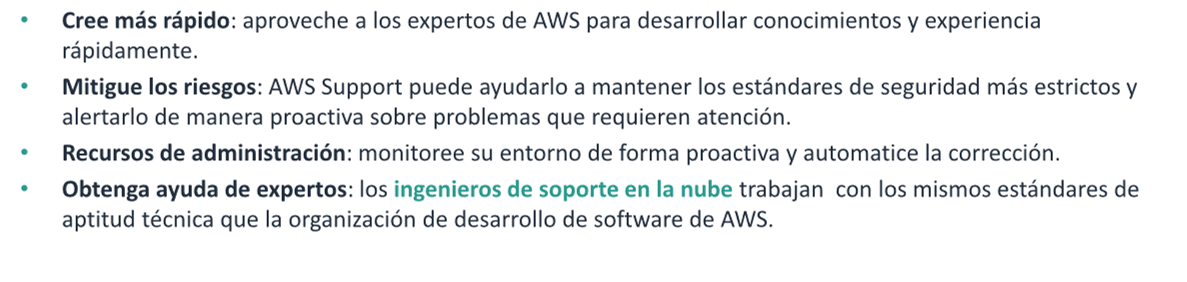 • Cree más rápido: aproveche a los expertos de AWS para desarrollar conocimientos y experiencia
rápidamente.
• Mitigue los riesgos: AWS Support puede ayudarlo a mantener los estándares de seguridad más estrictos y
alertarlo de manera proactiva sobre problemas que requieren atención.
• Recursos de administración: monitoree su entorno de forma proactiva y automatice la corrección.
• Obtenga ayuda de expertos: los ingenieros de soporte en la nube trabajan  con los mismos estándares de
aptitud técnica que la organización de desarrollo de software de AWS.